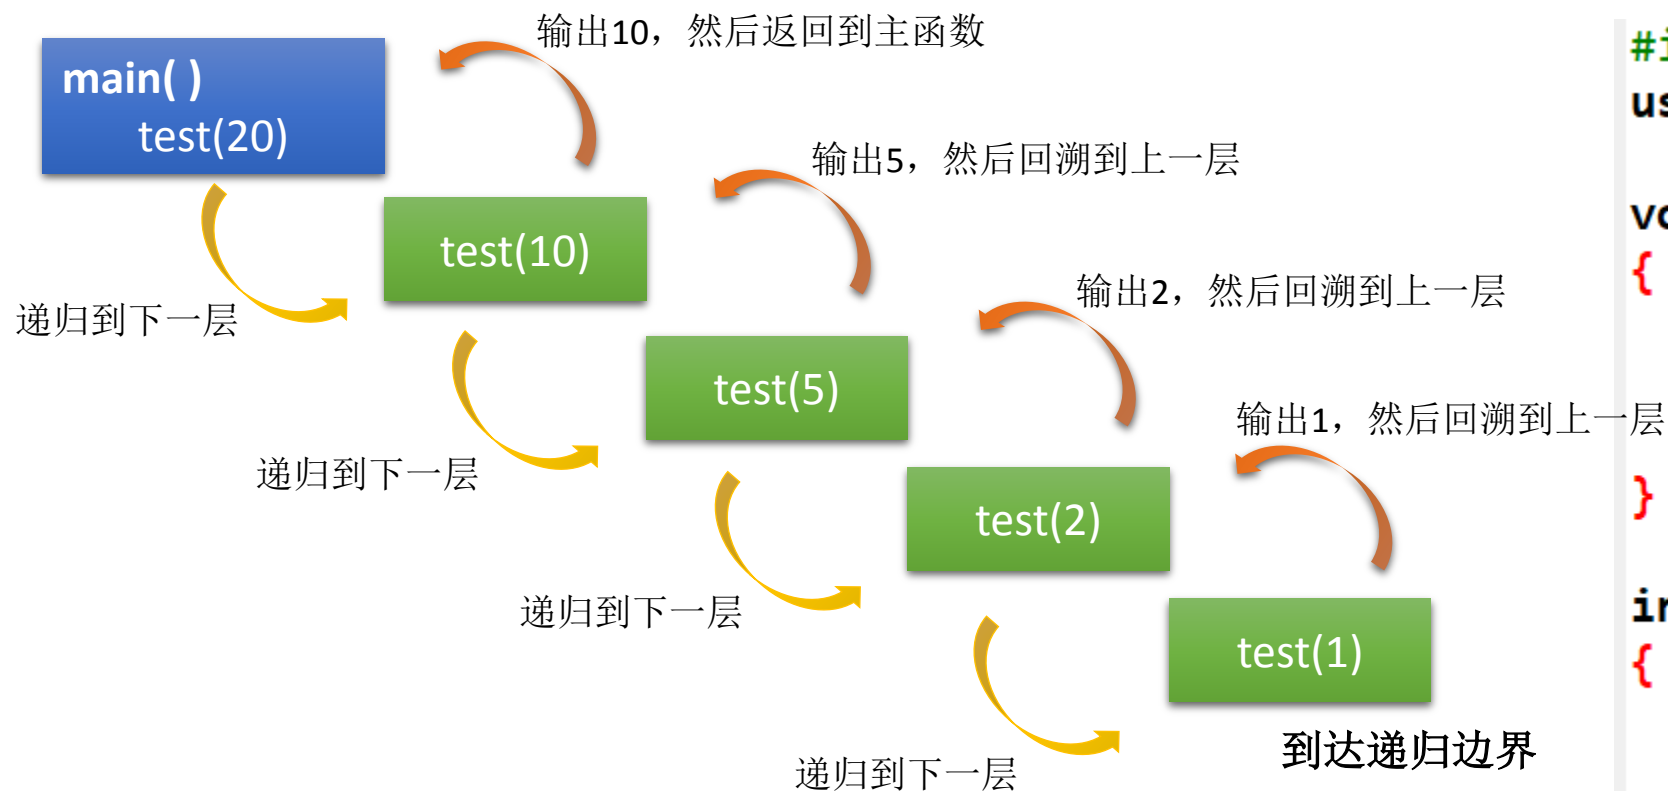 输出10，然后返回到主函数
main( )
test(20)
输出5，然后回溯到上一层
test(10)
输出2，然后回溯到上一层
递归到下一层
test(5)
输出1，然后回溯到上一层
递归到下一层
test(2)
递归到下一层
test(1)
到达递归边界
递归到下一层
{
}
{